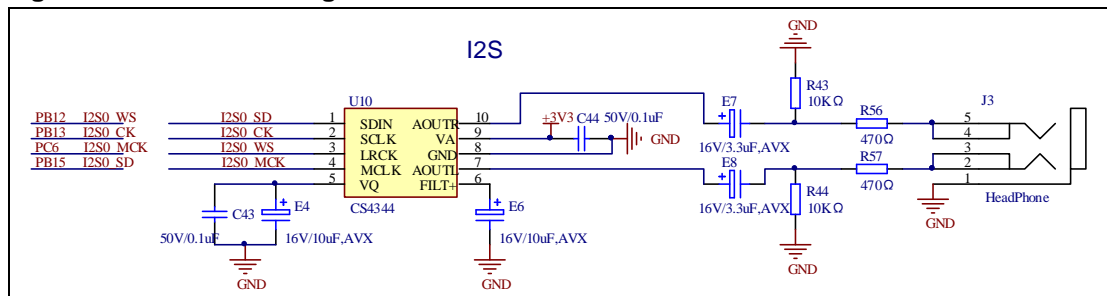 I2S
GND
U10
J3
R43
10KΩ
E7
R56
5
PB12 I2S0_WS I2S0_SD 1 SDIN AOUTR 10
+3V3 C44 50V/0.1uF
PB13 I2S0_CK I2S0_CK 2 SCLK VA 9
GND
4
PC6 I2S0_MCK I2S0_WS 3 LRCK GND 8
16V/3.3uF,AVX
470Ω
3
PB15 I2S0_SD I2S0_MCK 4 MCLK AOUTL 7
E8
R57
2
5 VQ FILT+ 6
16V/3.3uF,AVX
R44
10KΩ
470Ω
1
GND
HeadPhone
CS4344
C43
50V/0.1uF
E4
16V/10uF,AVX
E6
16V/10uF,AVX
GND
GND
GND